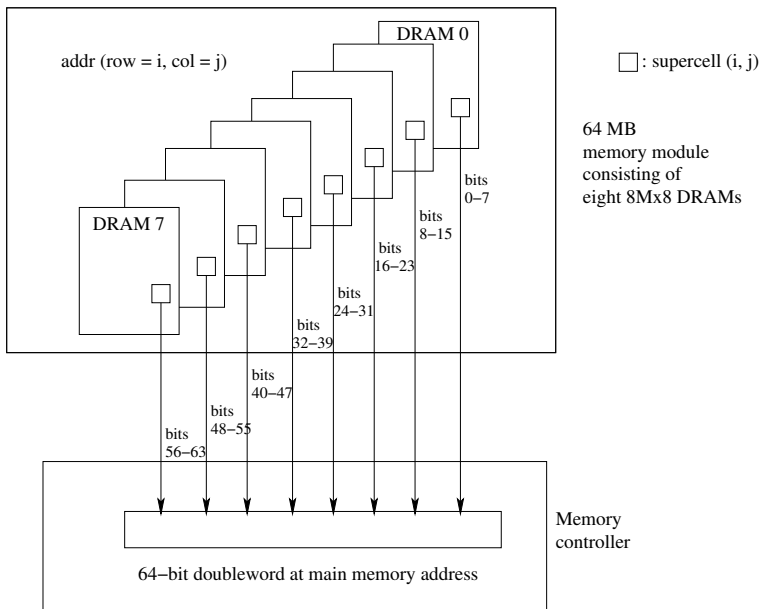 DRAM 0
addr (row = i, col = j)
: supercell (i, j)
64 MB
memory module
consisting of
eight 8Mx8 DRAMs
DRAM 7
bits
0−7
bits
8−15
bits
16−23
bits
24−31
bits
32−39
bits
40−47
bits
48−55
bits
56−63
Memory
controller
64−bit doubleword at main memory address